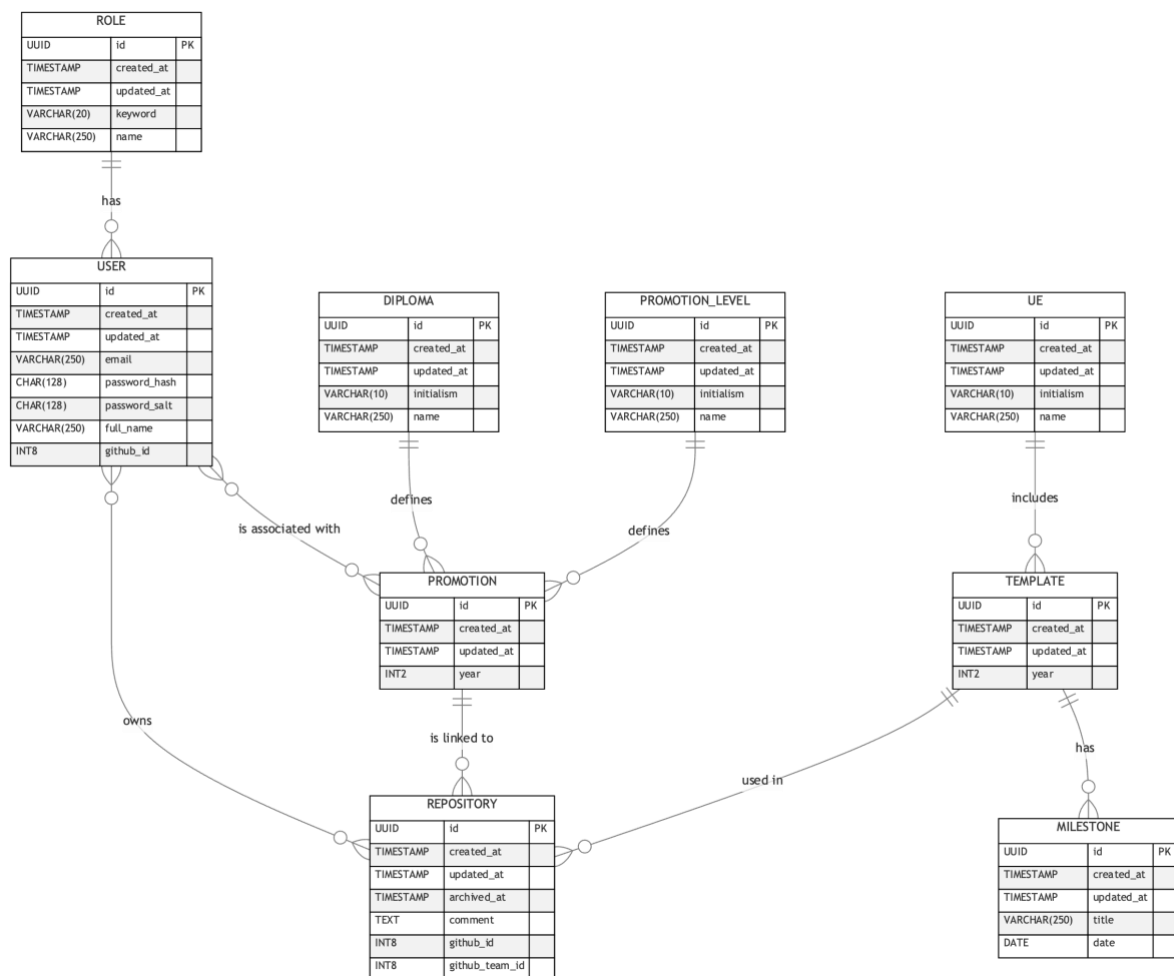 ROLE
UUID id PK
TIMESTAMP created_at
TIMESTAMP updated_at
VARCHAR(20) keyword
VARCHAR(250) name
has
USER
UUID id PK
TIMESTAMP created_at
TIMESTAMP updated_at
VARCHAR(250) email
CHAR(128) password_hash
CHAR(128) password_salt
VARCHAR(250) full_name
INT8 github_id
DIPLOMA
UUID id PK
TIMESTAMP created_at
TIMESTAMP updated_at
VARCHAR(10) initialism
VARCHAR(250) name
PROMOTION_LEVEL
UUID id PK
TIMESTAMP created_at
TIMESTAMP updated_at
VARCHAR(10) initialism
VARCHAR(250) name
UE
UUID id PK
TIMESTAMP created_at
TIMESTAMP updated_at
VARCHAR(10) initialism
VARCHAR(250) name
is associated with
defines
defines
includes
PROMOTION
UUID id PK
TIMESTAMP created_at
TIMESTAMP updated_at
INT2 year
TEMPLATE
UUID id PK
TIMESTAMP created_at
TIMESTAMP updated_at
INT2 year
owns
is linked to
used in
has
REPOSITORY
UUID id PK
TIMESTAMP created_at
TIMESTAMP updated_at
TIMESTAMP archived_at
TEXT comment
INT8 github_id
INT8 github_team_id
MILESTONE
UUID id PK
TIMESTAMP created_at
TIMESTAMP updated_at
VARCHAR(250) title
DATE date